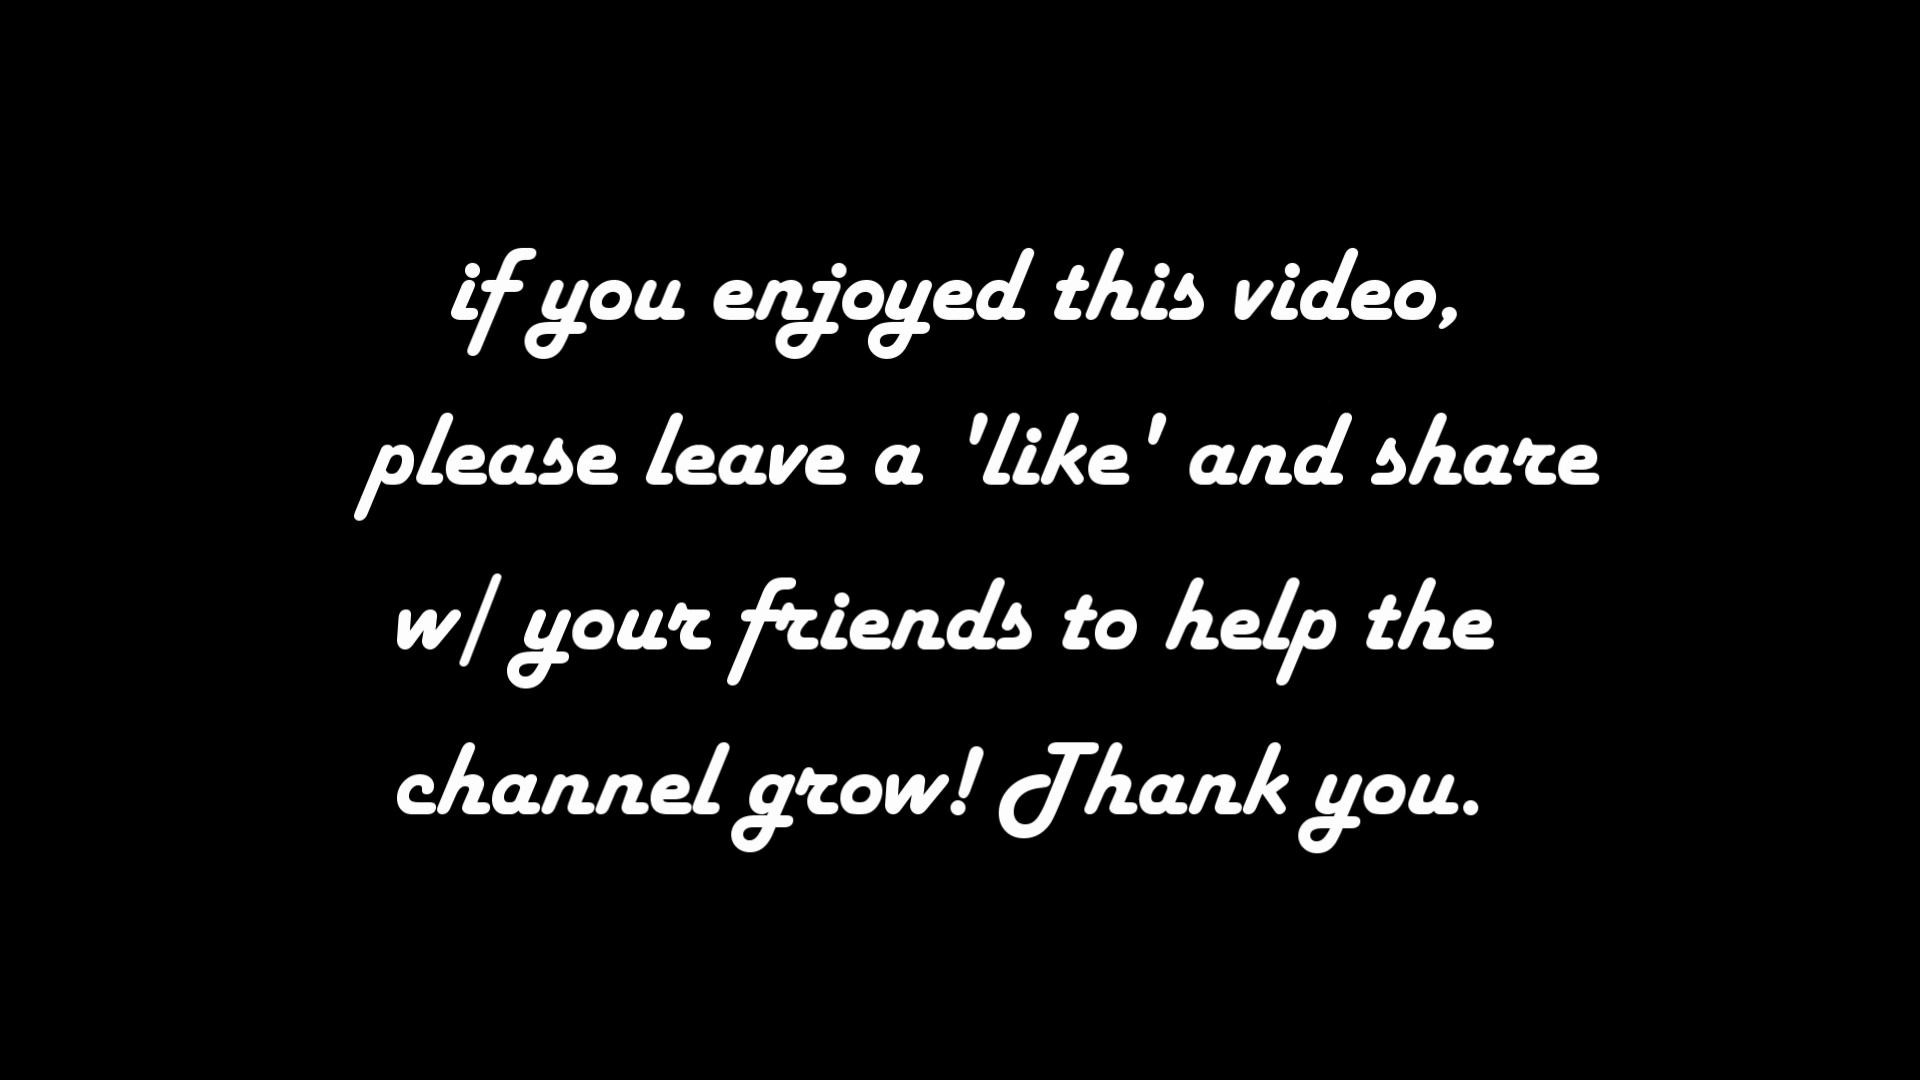 if you enjoyed this video,
please leave a 'like' and share
w/ your friends to help the
channel grow! Thank you.